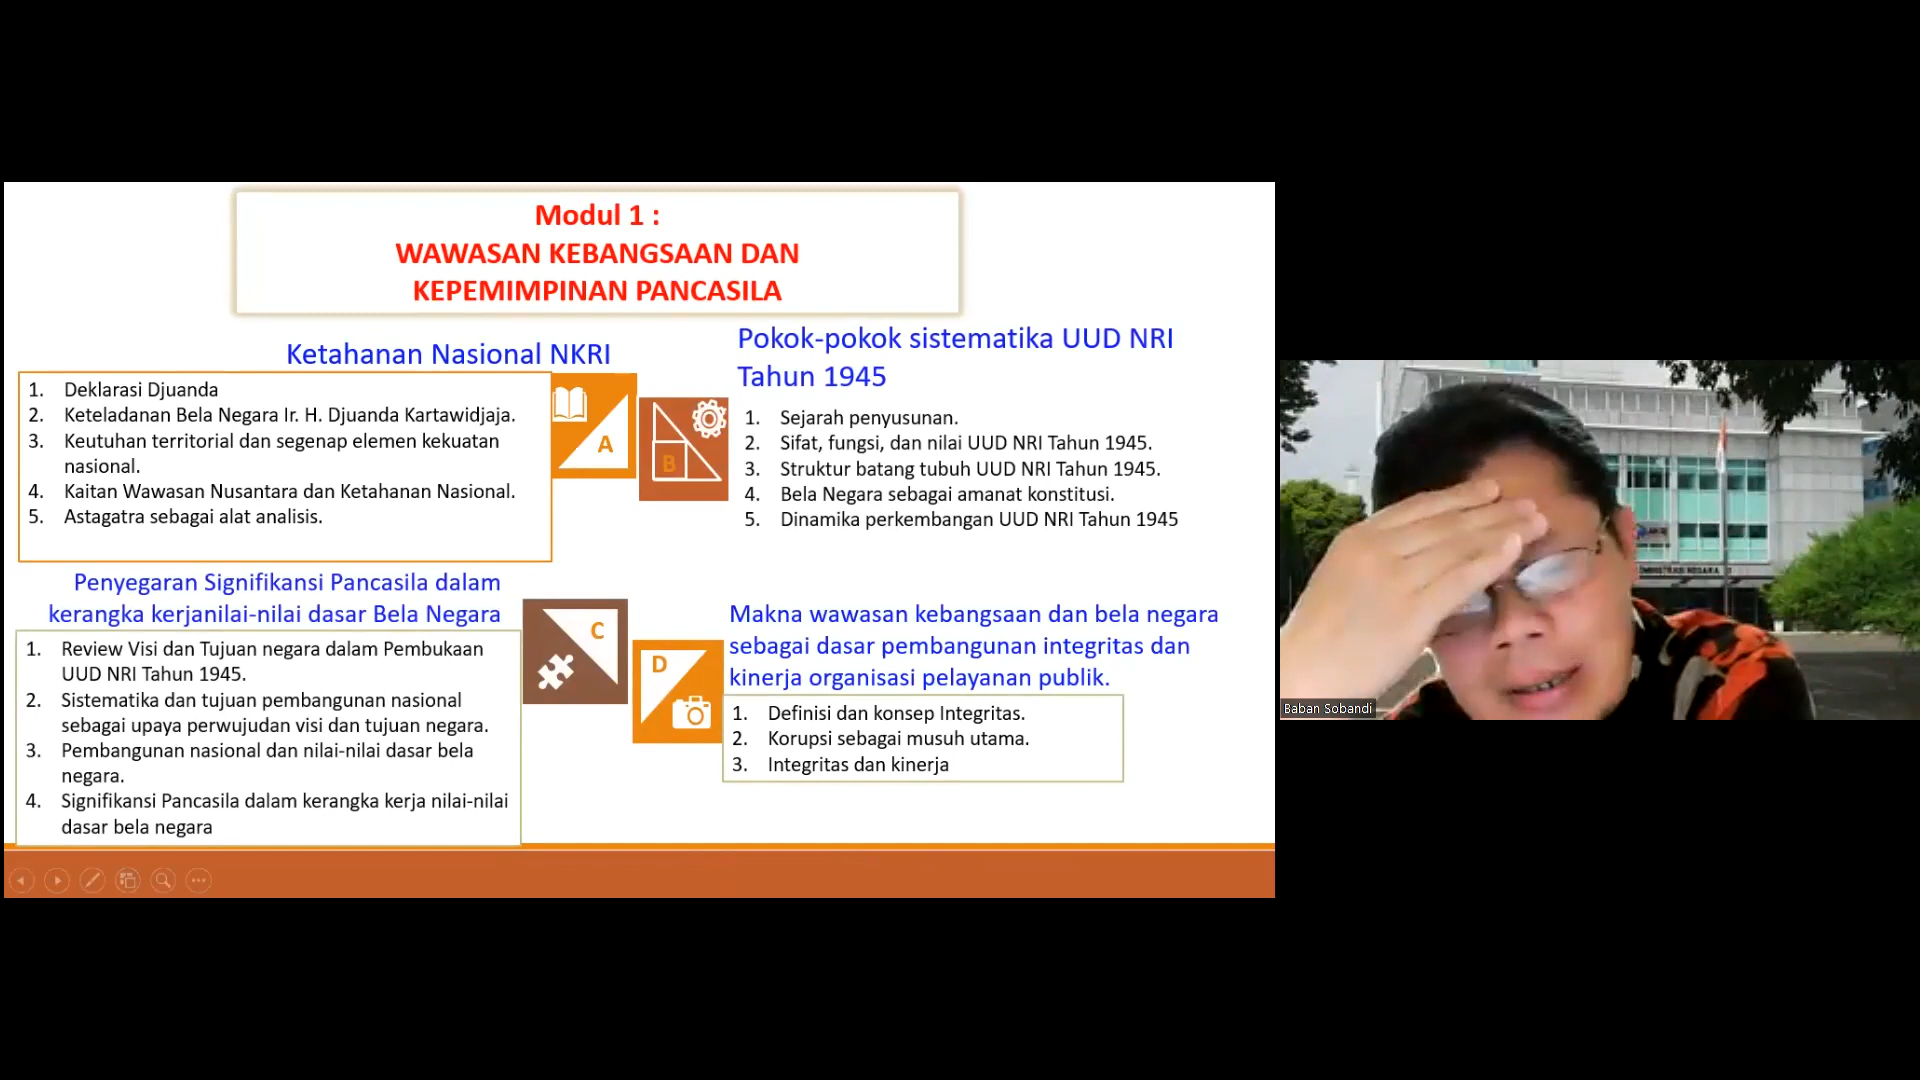 Modul 1 :
WAWASAN KEBANGSAAN DAN
KEPEMIMPINAN PANCASILA
Ketahanan Nasional NKRI
1. Deklarasi Djuanda
2. Keteladanan Bela Negara Ir. H. Djuanda Kartawidjaja.
3. Keutuhan territorial dan segenap elemen kekuatan
nasional.
4. Kaitan Wawasan Nusantara dan Ketahanan Nasional.
5. Astagatra sebagai alat analisis.
A
B
Pokok-pokok sistematika UUD NRI
Tahun 1945
1. Sejarah penyusunan.
2. Sifat, fungsi, dan nilai UUD NRI Tahun 1945.
3. Struktur batang tubuh UUD NRI Tahun 1945.
4. Bela Negara sebagai amanat konstitusi.
5. Dinamika perkembangan UUD NRI Tahun 1945
Penyegaran Signifikansi Pancasila dalam
kerangka kerjanilai-nilai dasar Bela Negara
1. Review Visi dan Tujuan negara dalam Pembukaan
UUD NRI Tahun 1945.
2. Sistematika dan tujuan pembangunan nasional
sebagai upaya perwujudan visi dan tujuan negara.
3. Pembangunan nasional dan nilai-nilai dasar bela
negara.
4. Signifikansi Pancasila dalam kerangka kerja nilai-nilai
dasar bela negara
C
D
Makna wawasan kebangsaan dan bela negara
sebagai dasar pembangunan integritas dan
kinerja organisasi pelayanan publik.
1. Definisi dan konsep Integritas.
2. Korupsi sebagai musuh utama.
3. Integritas dan kinerja
NEGARA
Baban Sobandi